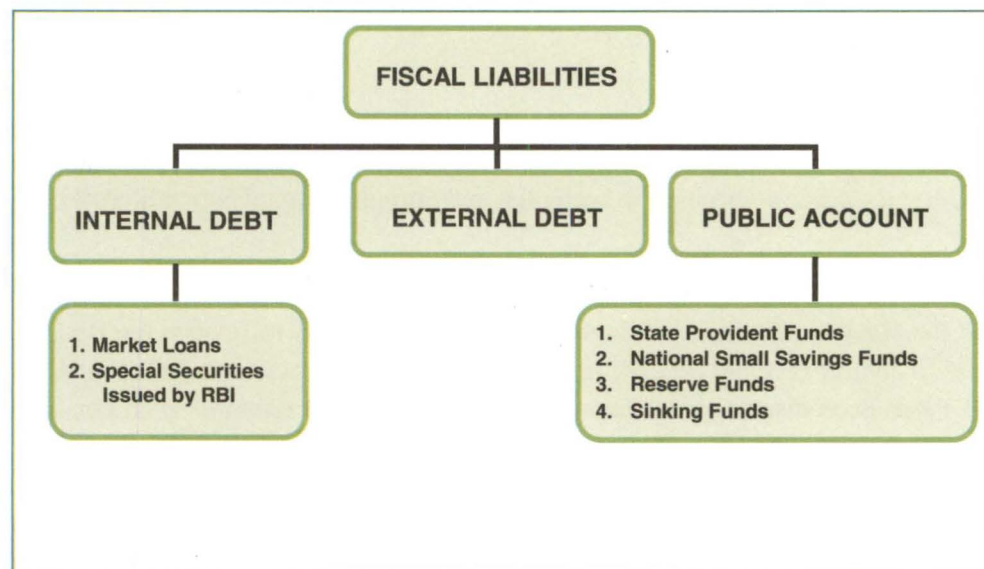 FISCAL LIABILITIES
INTERNAL DEBT
EXTERNAL DEBT
PUBLIC ACCOUNT
1. Market Loans
2. Special Securities
Issued by RBI
1. State Provident Funds
2. National Small Savings Funds
3. Reserve Funds
4. Sinking Funds